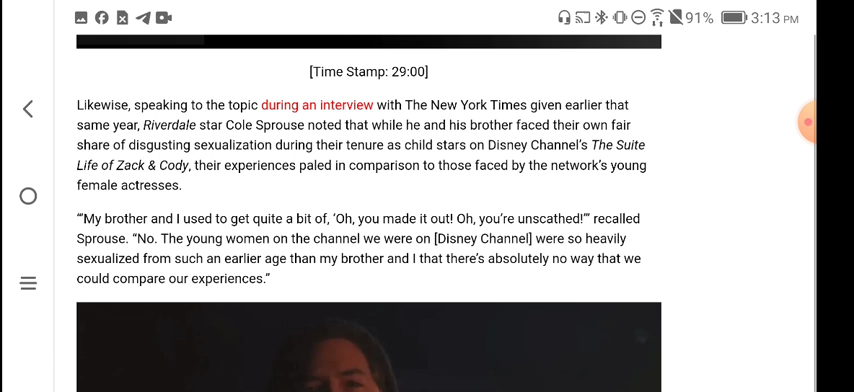 91% 3:13 PM
[Time Stamp: 29:00]
Likewise, speaking to the topic during an interview with The New York Times given earlier that
same year, Riverdale star Cole Sprouse noted that while he and his brother faced their own fair
share of disgusting sexualization during their tenure as child stars on Disney Channel’s The Suite
Life of Zack & Cody, their experiences paled in comparison to those faced by the network’s young
female actresses.
“‘My brother and I used to get quite a bit of, ‘Oh, you made it out! Oh, you’re unscathed!’” recalled
Sprouse. “No. The young women on the channel we were on [Disney Channel] were so heavily
sexualized from such an earlier age than my brother and I that there’s absolutely no way that we
could compare our experiences.”